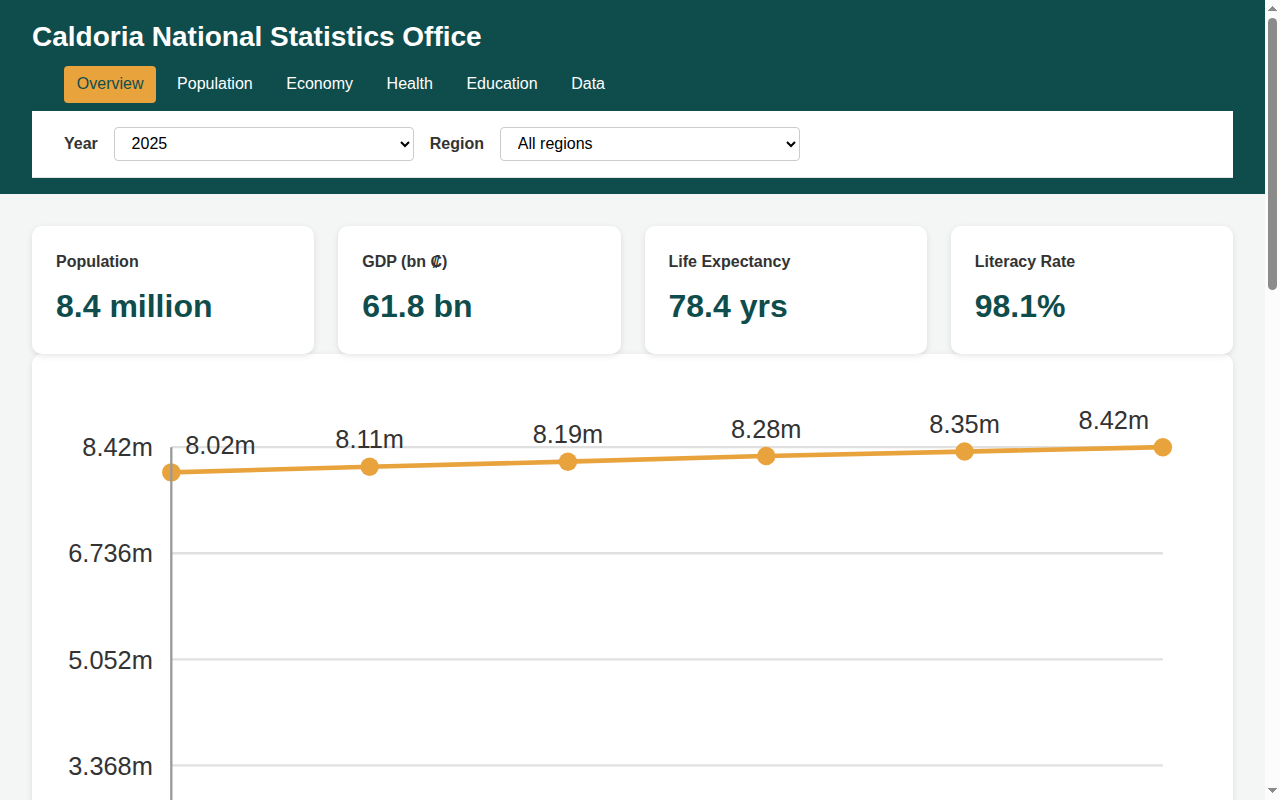 Caldoria National Statistics Office
Overview Population Economy Health Education Data
Year 2025 Region All regions
Population
8.4 million
GDP (bn ₡)
61.8 bn
Life Expectancy
78.4 yrs
Literacy Rate
98.1%
8.02m 8.11m 8.19m 8.28m 8.35m 8.42m
8.42m
6.736m
5.052m
3.368m